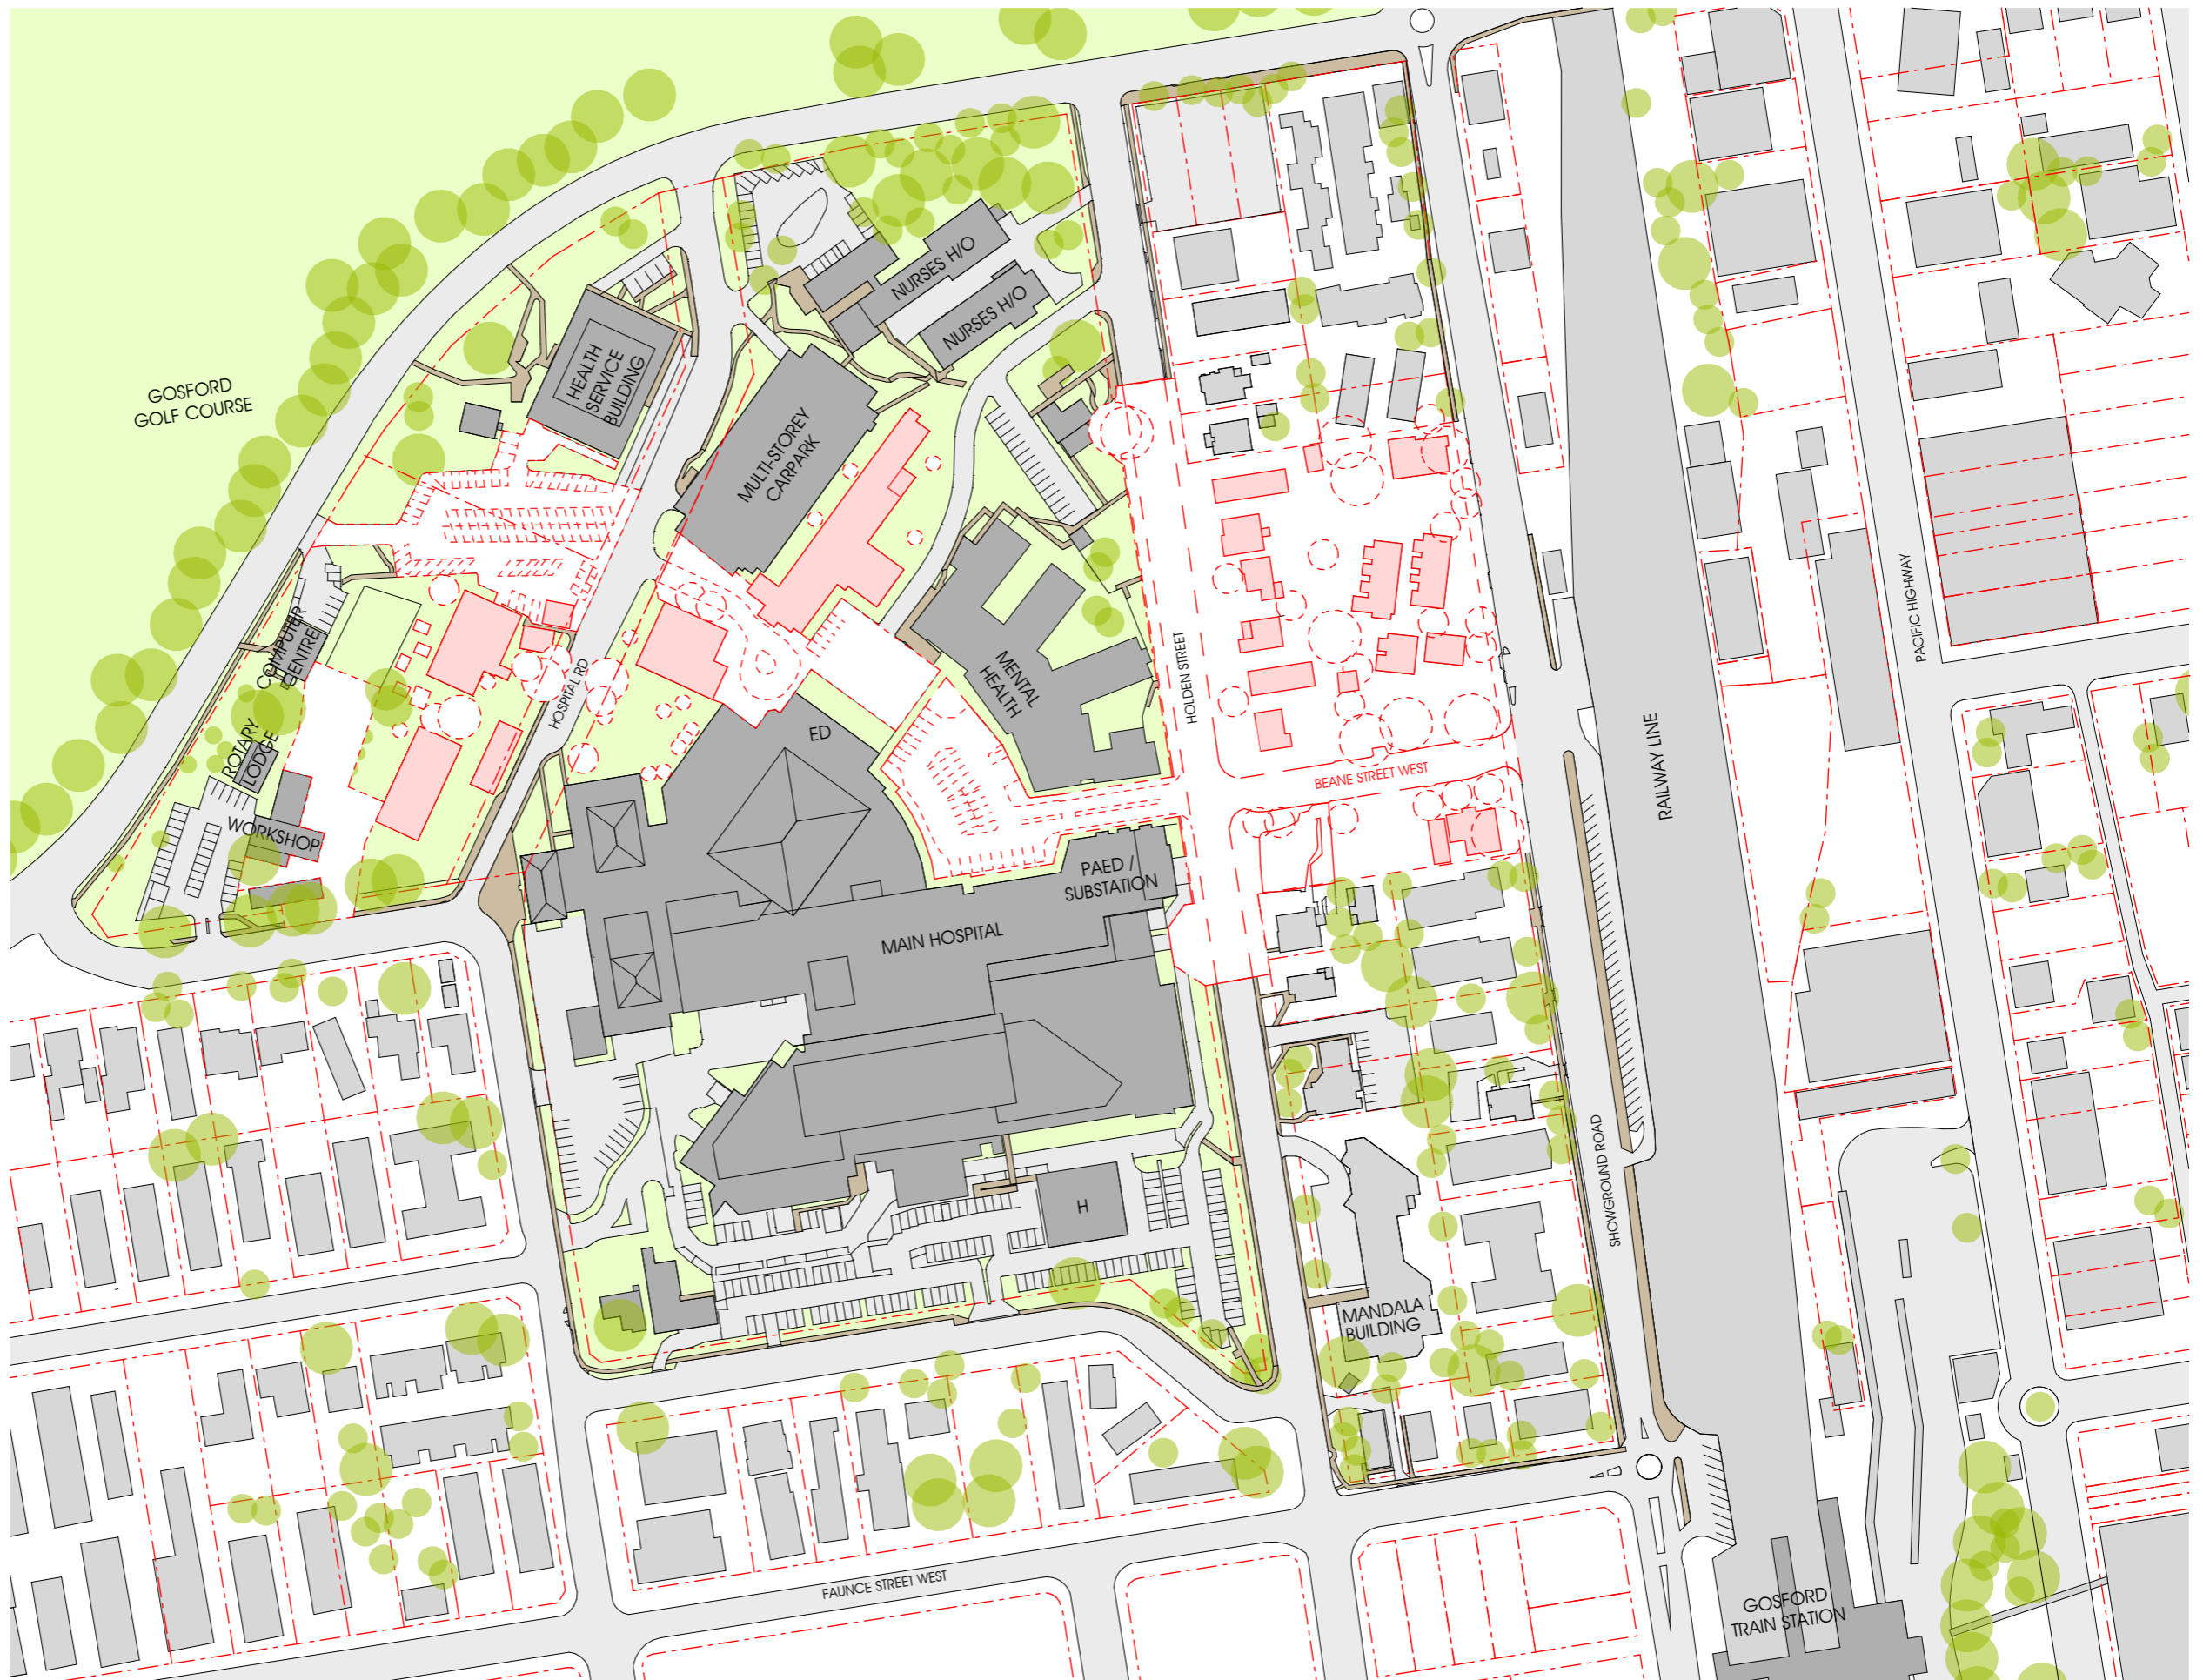 GOSFORD
GOLF COURSE
HEALTH
SERVICE
BUILDING
NURSES H/O
NURSES H/O
MULTI-STOREY
CARPARK
COMPUTER
CENTRE
ROTARY
LODGE
WORKSHOP
HOSPITAL RD
ED
MENTAL
HEALTH
HOLDEN STREET
BEANE STREET WEST
PAED /
SUBSTATION
MAIN HOSPITAL
H
MANDALA
BUILDING
SHOWGROUND ROAD
RAILWAY LINE
PACIFIC HIGHWAY
FAUNCE STREET WEST
GOSFORD
TRAIN STATION